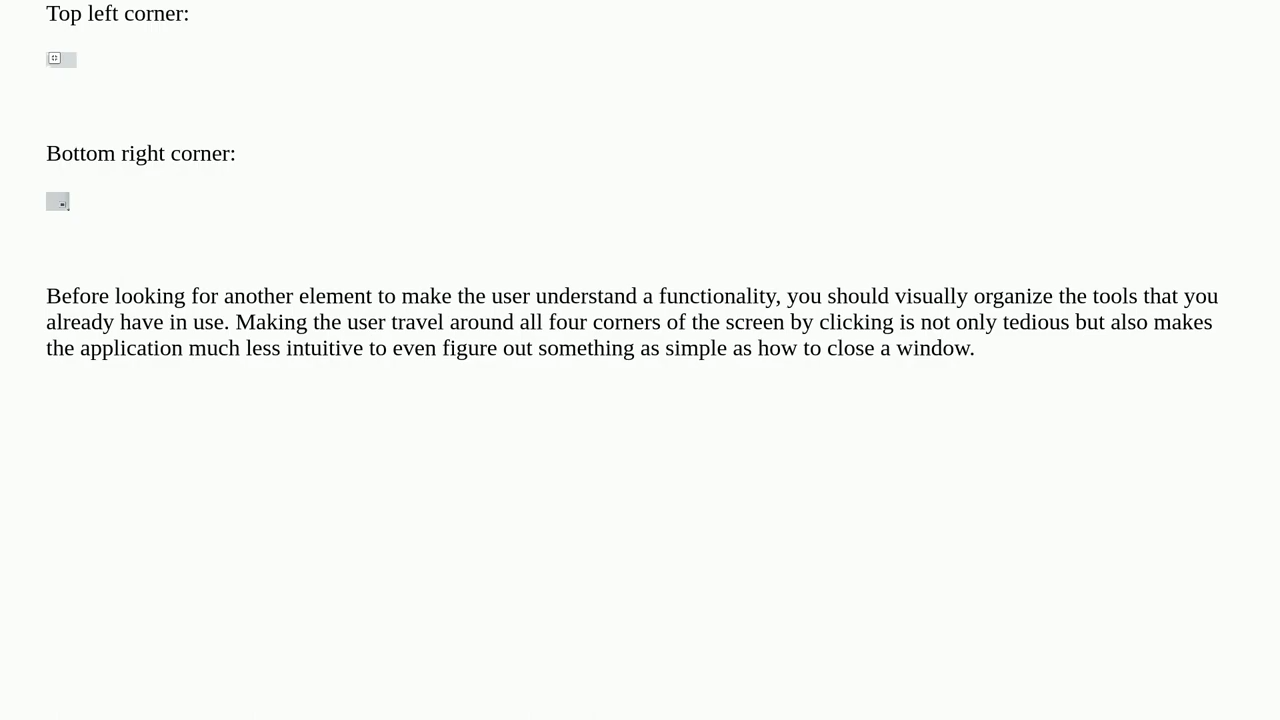 Top left corner:
Bottom right corner:
Before looking for another element to make the user understand a functionality, you should visually organize the tools that you
already have in use. Making the user travel around all four corners of the screen by clicking is not only tedious but also makes
the application much less intuitive to even figure out something as simple as how to close a window.